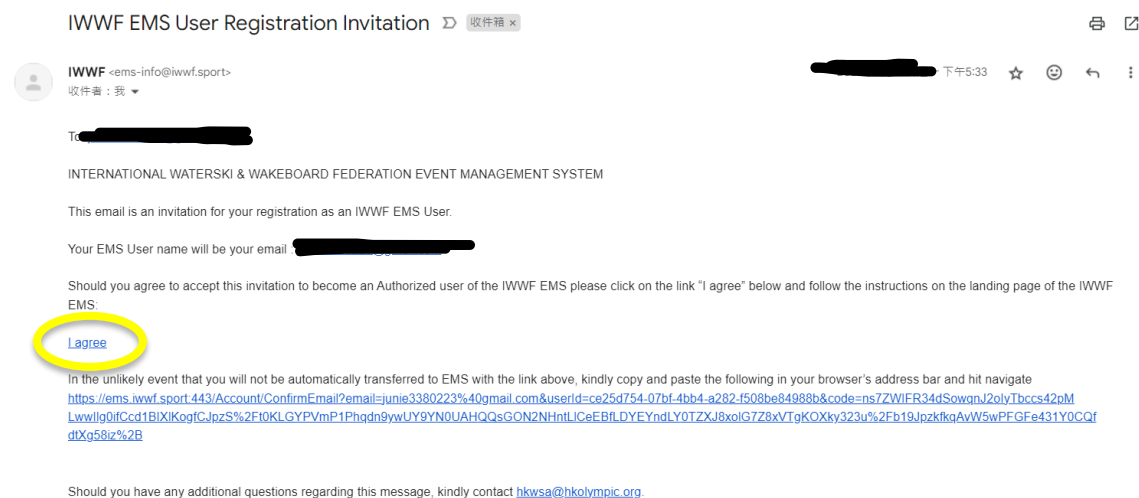 IWWF EMS User Registration Invitation 收件箱 ×
IWWF <ems-info@iwwf.sport> 下午5:33
收件者：我
To
INTERNATIONAL WATERSKI & WAKEBOARD FEDERATION EVENT MANAGEMENT SYSTEM
This email is an invitation for your registration as an IWWF EMS User.
Your EMS User name will be your email :
Should you agree to accept this invitation to become an Authorized user of the IWWF EMS please click on the link “I agree” below and follow the instructions on the landing page of the IWWF
EMS:
I agree
In the unlikely event that you will not be automatically transferred to EMS with the link above, kindly copy and paste the following in your browser’s address bar and hit navigate
https://ems.iwwf.sport:443/Account/ConfirmEmail?email=junie3380223%40gmail.com&userId=ce25d754-07bf-4bb4-a282-f508be84988b&code=ns7ZWIFR34dSowqnJ2oIyTbccs42pM
LwwIlg0ifCcd1BIXlKogfCJpzS%2Ft0KLGYPVmP1Phqdn9ywUY9YN0UAHQQsGON2NHntLlCeEBfLDYEYndLY0TZXJ8xolG7Z8xVTgKOXky323u%2Fb19JpzkfkqAvW5wPFGFe431Y0CQf
dtXg58iz%2B
Should you have any additional questions regarding this message, kindly contact hkwsa@hkolympic.org.